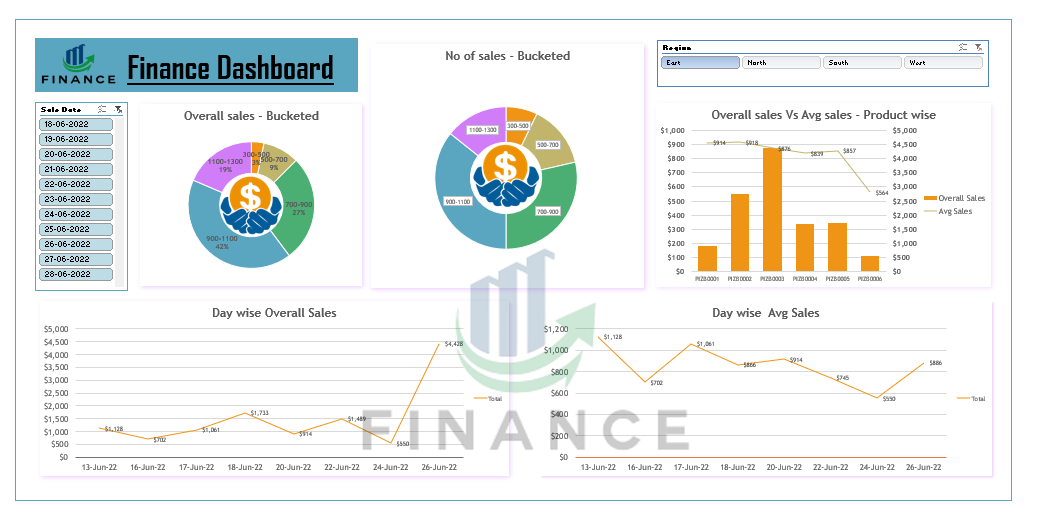 FINANCE
Finance Dashboard
No of sales - Bucketed
300-500
500-700
700-900
900-1100
1100-1300
Region
East
North
South
West
Sale Date
18-06-2022
19-06-2022
20-06-2022
21-06-2022
22-06-2022
23-06-2022
24-06-2022
25-06-2022
26-06-2022
27-06-2022
28-06-2022
Overall sales - Bucketed
300-500
3%
500-700
9%
700-900
27%
900-1100
42%
1100-1300
19%
Overall sales Vs Avg sales - Product wise
$1,000
$900
$800
$700
$600
$500
$400
$300
$200
$100
$0
$914
$918
$876
$839
$857
$564
$5,000
$4,500
$4,000
$3,500
$3,000
$2,500
$2,000
$1,500
$1,000
$500
$0
PIZB0001
PIZB0002
PIZB0003
PIZB0004
PIZB0005
PIZB0006
Overall Sales
Avg Sales
Day wise Overall Sales
$5,000
$4,500
$4,000
$3,500
$3,000
$2,500
$2,000
$1,500
$1,000
$500
$0
$1,128
$702
$1,061
$1,733
$914
$1,489
$550
$4,428
13-Jun-22
16-Jun-22
17-Jun-22
18-Jun-22
20-Jun-22
22-Jun-22
24-Jun-22
26-Jun-22
Total
Day wise Avg Sales
$1,200
$1,000
$800
$600
$400
$200
$0
$1,128
$702
$1,061
$866
$914
$745
$550
$886
13-Jun-22
16-Jun-22
17-Jun-22
18-Jun-22
20-Jun-22
22-Jun-22
24-Jun-22
26-Jun-22
Total
FINANCE